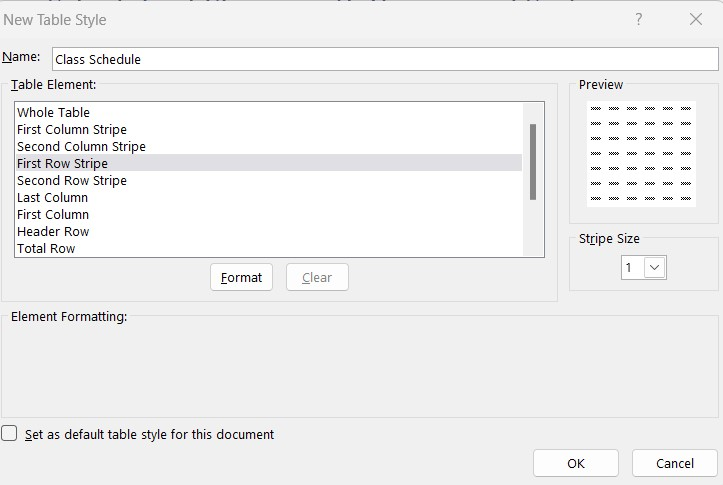 New Table Style
?
Name: Class Schedule
Table Element:
Whole Table
First Column Stripe
Second Column Stripe
First Row Stripe
Second Row Stripe
Last Column
First Column
Header Row
Total Row
Format
Clear
Preview
Stripe Size
1
Element Formatting:
Set as default table style for this document
OK
Cancel